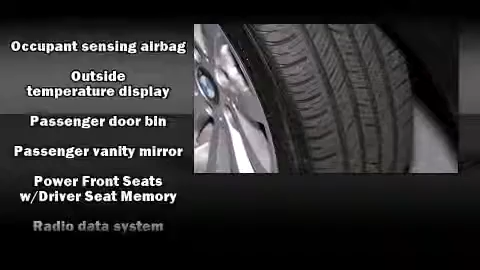 Occupant sensing airbag
Outside
temperature display
Passenger door bin
Passenger vanity mirror
Power Front Seats
w/Driver Seat Memory
Radio data system